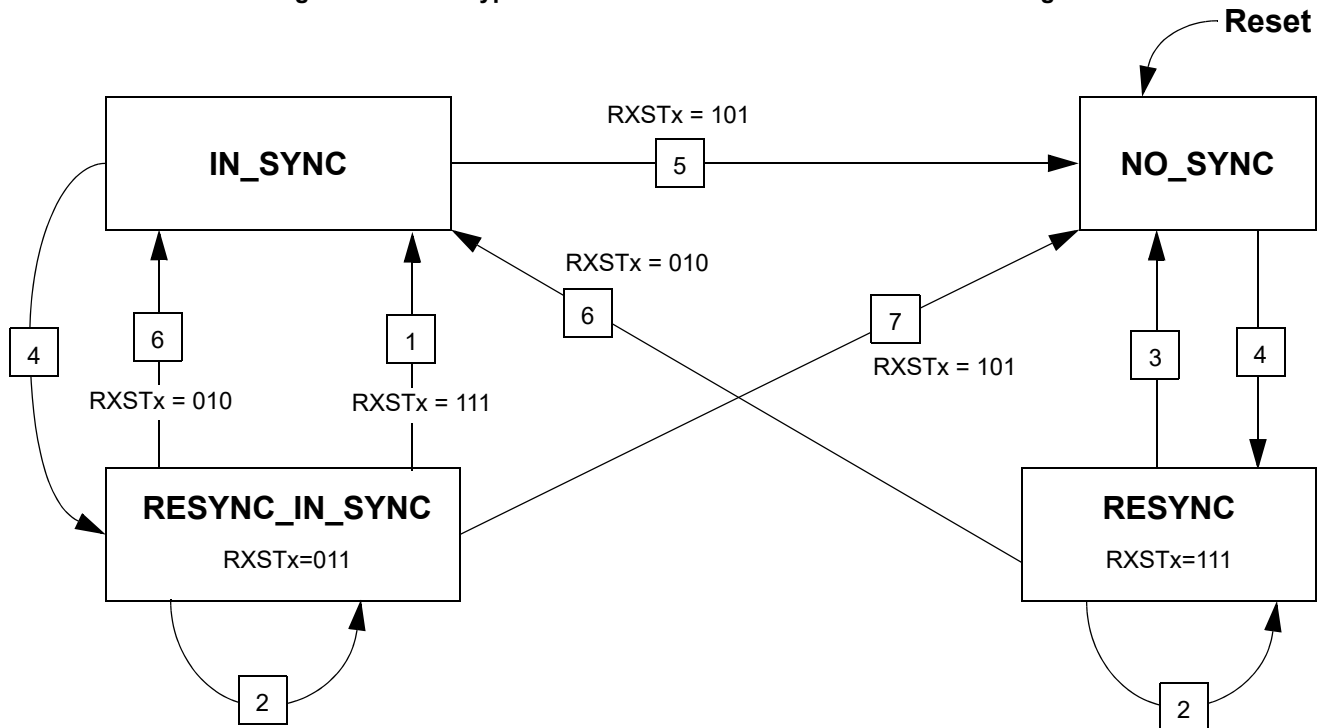 Reset
RXSTx = 101
IN_SYNC
5
NO_SYNC
RXSTx = 010
6
7
RXSTx = 101
4
6
1
3
4
RXSTx = 010
RXSTx = 111
RESYNC_IN_SYNC
RXSTx=011
RESYNC
RXSTx=111
2
2